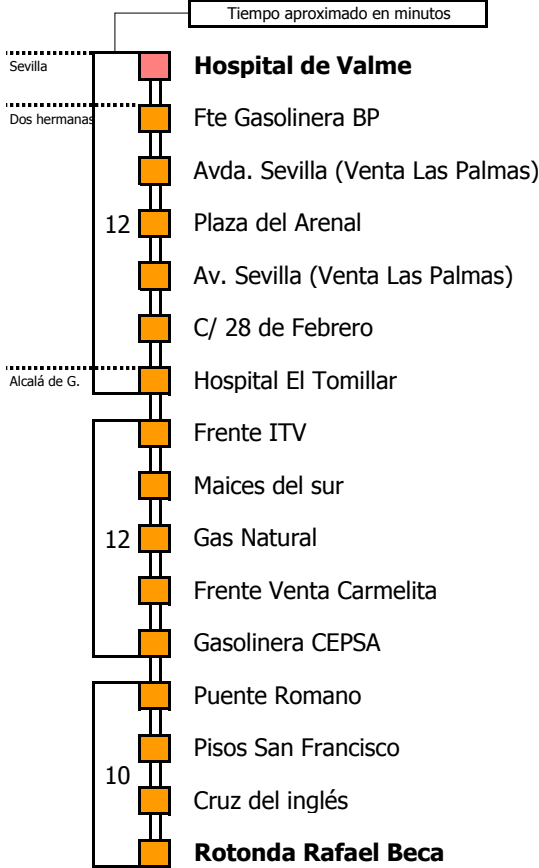 Tiempo aproximado en minutos
Sevilla
Hospital de Valme
Dos hermanas
Fte Gasolinera BP
Avda. Sevilla (Venta Las Palmas)
12
Plaza del Arenal
Av. Sevilla (Venta Las Palmas)
C/ 28 de Febrero
Alcalá de G.
Hospital El Tomillar
Frente ITV
Maices del sur
12
Gas Natural
Frente Venta Carmelita
Gasolinera CEPSA
Puente Romano
Pisos San Francisco
10
Cruz del inglés
Rotonda Rafael Beca